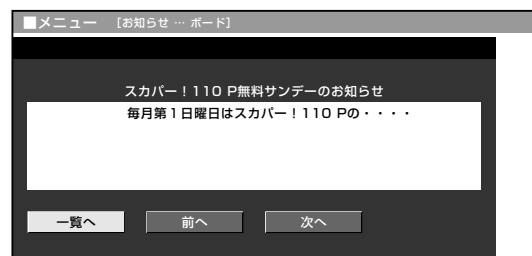 ■メニュー [お知らせ … ボード]
スカパー！110 P無料サンデーのお知らせ
毎月第1日曜日はスカパー！110 Pの・・・・
一覧へ 前へ 次へ